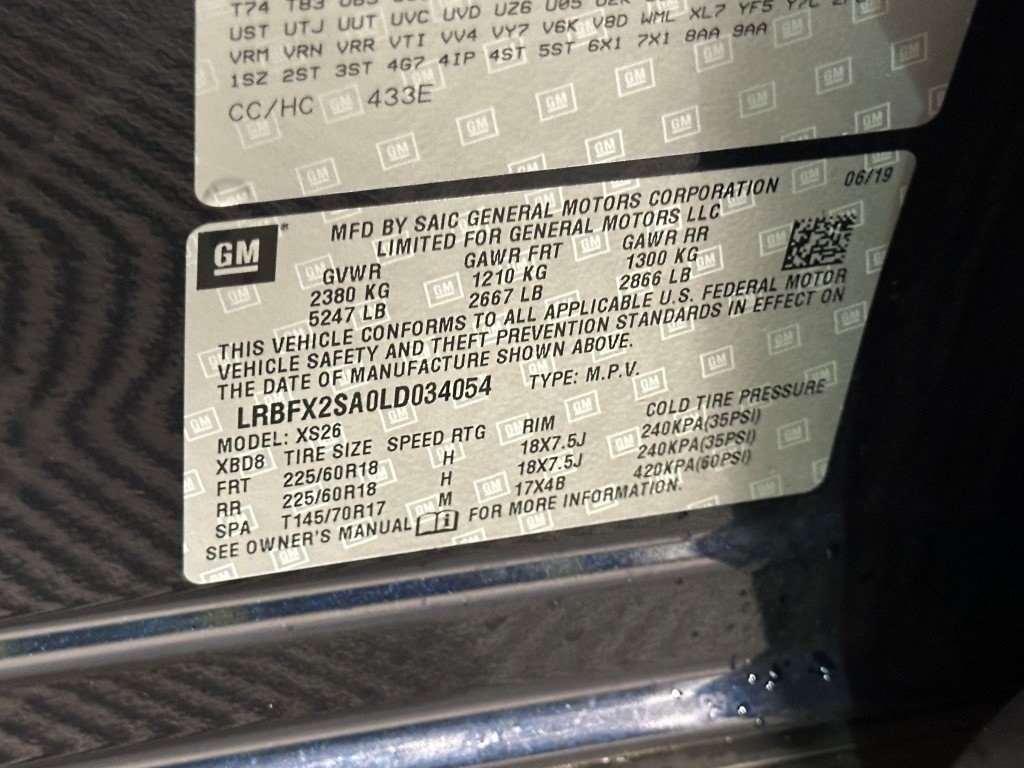 T74 TB3
UST UTJ UUT UVC UVD UZ6 U05
VRM VRN VRR VTI VV4 VY7 V6K V8D WML XL7 YF5 Y7L
1SZ 2ST 3ST 4G7 4IP 4ST 5ST 6X1 7X1 8AA 9AA
CC/HC 433E
GM
MFD BY SAIC GENERAL MOTORS CORPORATION 06/19
LIMITED FOR GENERAL MOTORS LLC
GVWR GAWR FRT GAWR RR
2380 KG 1210 KG 1300 KG
5247 LB 2667 LB 2866 LB
THIS VEHICLE CONFORMS TO ALL APPLICABLE U.S. FEDERAL MOTOR
VEHICLE SAFETY AND THEFT PREVENTION STANDARDS IN EFFECT ON
THE DATE OF MANUFACTURE SHOWN ABOVE.
LRBFX2SA0LD034054 TYPE: M.P.V.
MODEL: XS26
XBD8 TIRE SIZE SPEED RTG RIM COLD TIRE PRESSURE
FRT 225/60R18 H 18X7.5J 240KPA(35PSI)
RR 225/60R18 H 18X7.5J 240KPA(35PSI)
SPA T145/70R17 M 17X4B 420KPA(60PSI)
SEE OWNER'S MANUAL FOR MORE INFORMATION.